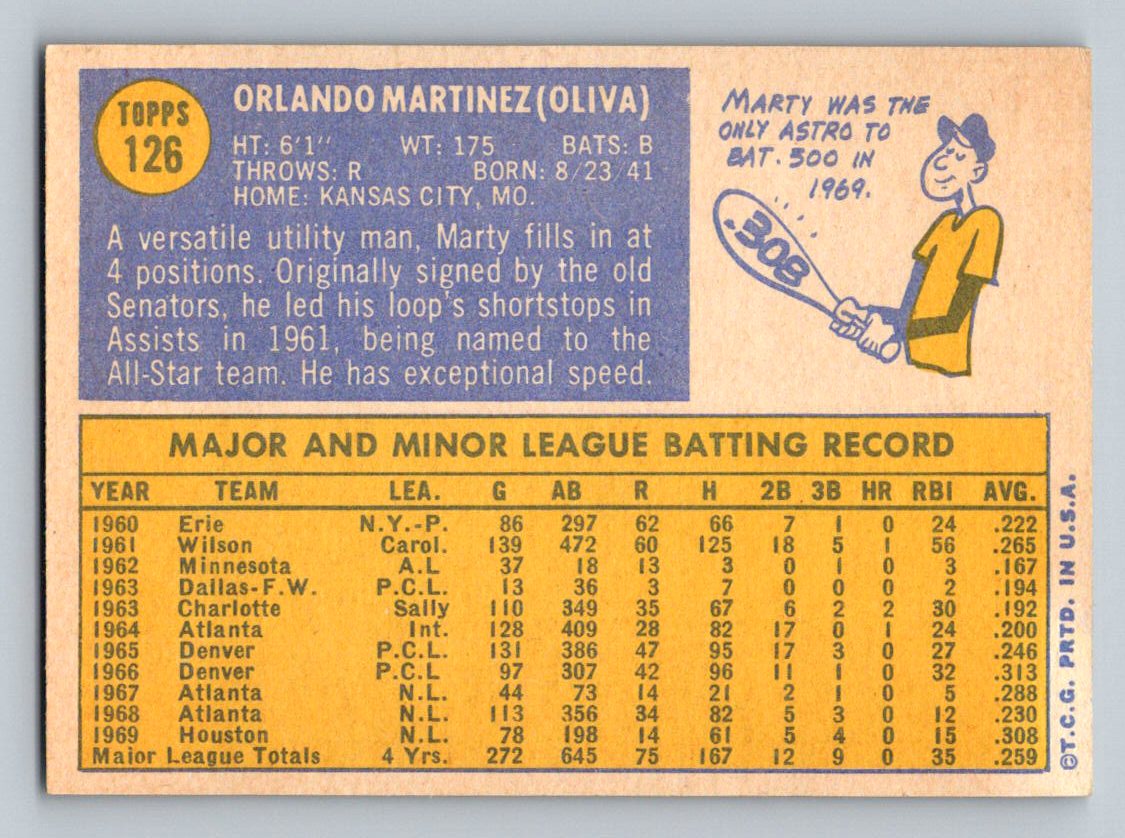 TOPPS
126
ORLANDO MARTINEZ (OLIVA)
HT: 6'1" WT: 175 BATS: B
THROWS: R BORN: 8/23/41
HOME: KANSAS CITY, MO.
A versatile utility man, Marty fills in at
4 positions. Originally signed by the old
Senators, he led his loop's shortstops in
Assists in 1961, being named to the
All-Star team. He has exceptional speed.
MARTY WAS THE
ONLY ASTRO TO
BAT .300 IN
1969.
.308
MAJOR AND MINOR LEAGUE BATTING RECORD
YEAR TEAM LEA. G AB R H 2B 3B HR RBI AVG.
1960 Erie N.Y.-P. 86 297 62 66 7 1 0 24 .222
1961 Wilson Carol. 139 472 60 125 18 5 1 56 .265
1962 Minnesota A.L 37 18 13 3 0 1 0 3 .167
1963 Dallas-F.W. P.C.L. 13 36 3 7 0 0 0 2 .194
1963 Charlotte Sally 110 349 35 67 6 2 2 30 .192
1964 Atlanta Int. 128 409 28 82 17 0 1 24 .200
1965 Denver P.C.L. 131 386 47 95 17 3 0 27 .246
1966 Denver P.C.L 97 307 42 96 11 1 0 32 .313
1967 Atlanta N.L. 44 73 14 21 2 1 0 5 .288
1968 Atlanta N.L. 113 356 34 82 5 3 0 12 .230
1969 Houston N.L. 78 198 14 61 5 4 0 15 .308
Major League Totals 4 Yrs. 272 645 75 167 12 9 0 35 .259
©T.C.G. PRTD. IN U.S.A.